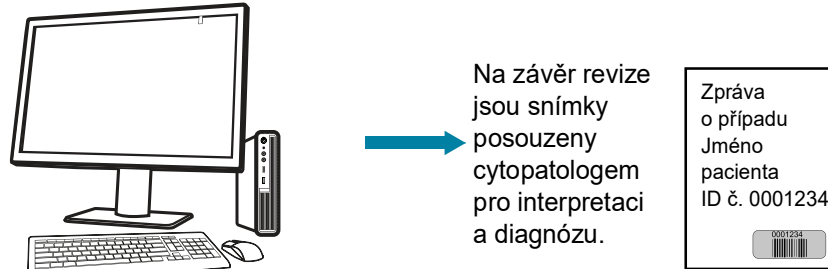 Na závěr revize
jsou snímky
posouzeny
cytopatologem
pro interpretaci
a diagnózu.
Zpráva
o případu
Jméno
pacienta
ID č. 0001234
0001234